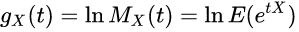 g_X(t) = ln M_X(t) = ln E(e^{tX})